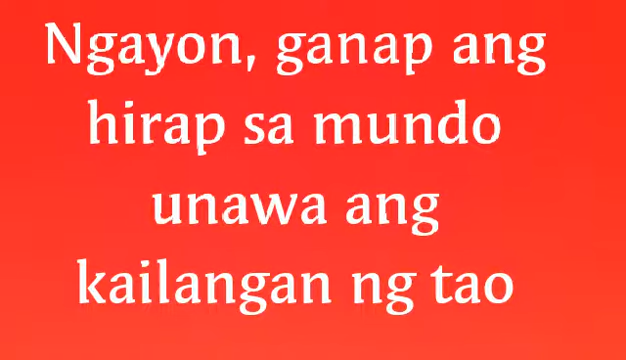 Ngayon, ganap ang
hirap sa mundo
unawa ang
kailangan ng tao